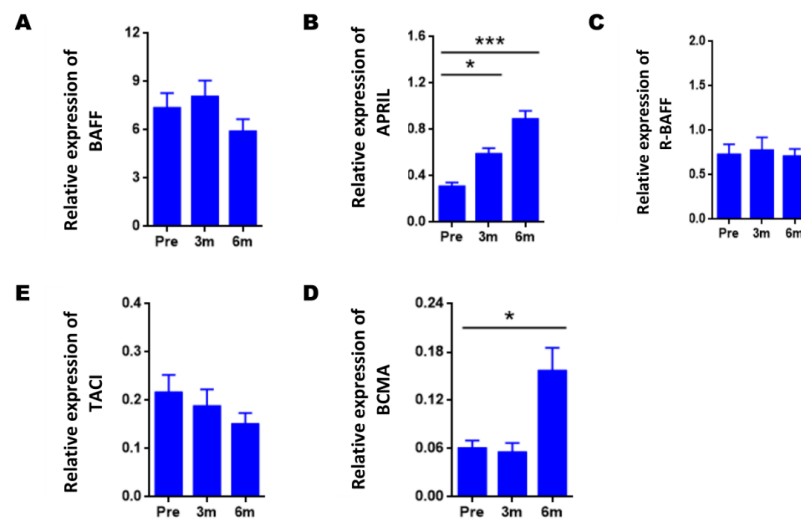 A
Relative expression of
BAFF
12
9
6
3
0
Pre 3m 6m
B
Relative expression of
APRIL
1.6
1.2
0.8
0.4
0.0
***
*
Pre 3m 6m
C
Relative expression of
R-BAFF
2.0
1.5
1.0
0.5
0.0
Pre 3m 6m
E
Relative expression of
TACI
0.4
0.3
0.2
0.1
0.0
Pre 3m 6m
D
Relative expression of
BCMA
0.24
0.18
0.12
0.06
0.00
*
Pre 3m 6m